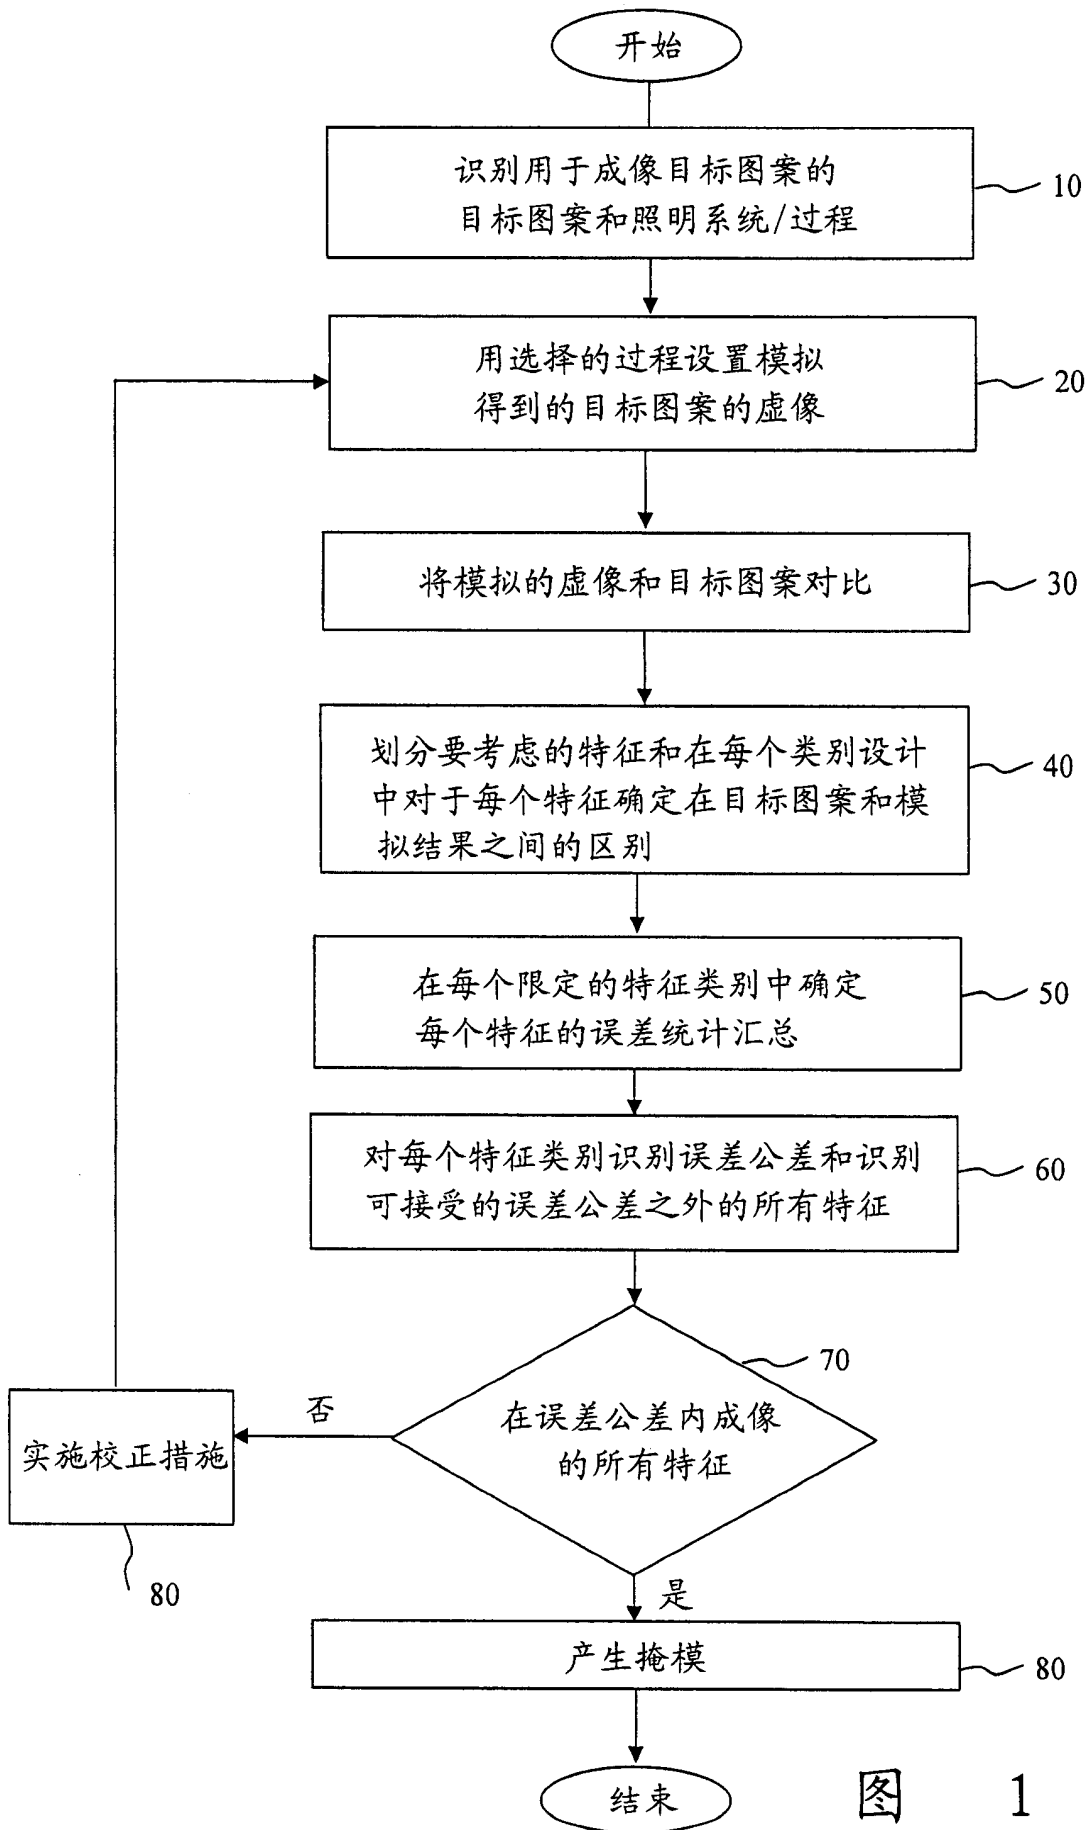 开始
识别用于成像目标图案的
目标图案和照明系统/过程
10
用选择的过程设置模拟
得到的目标图案的虚像
20
将模拟的虚像和目标图案对比
30
划分要考虑的特征和在每个类别设计
中对于每个特征确定在目标图案和模
拟结果之间的区别
40
在每个限定的特征类别中确定
每个特征的误差统计汇总
50
对每个特征类别识别误差公差和识别
可接受的误差公差之外的所有特征
60
70
在误差公差内成像
的所有特征
否
实施校正措施
80
是
产生掩模
80
结束
图 1